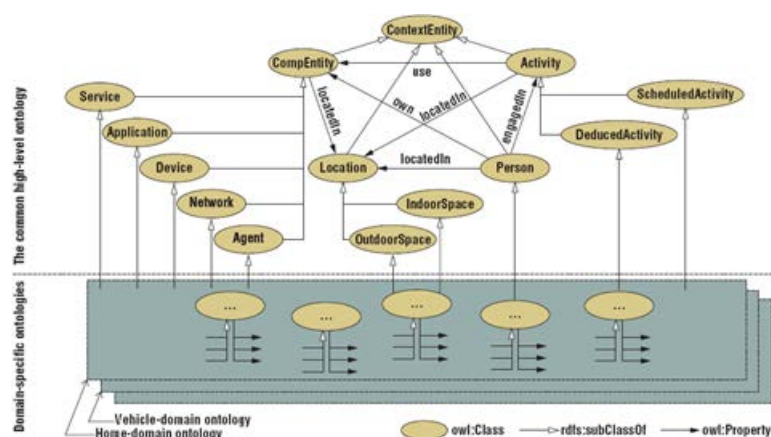 ContextEntity
CompEntity
Activity
use
Service
ScheduledActivity
locatedIn
own
locatedIn
engagedIn
Application
DeducedActivity
Device
Location
locatedIn
Person
Network
IndoorSpace
Agent
OutdoorSpace
The common high-level ontology
Domain-specific ontologies
...
...
...
...
...
Vehicle-domain ontology
Home-domain ontology
owl:Class
rdfs:subClassOf
owl:Property